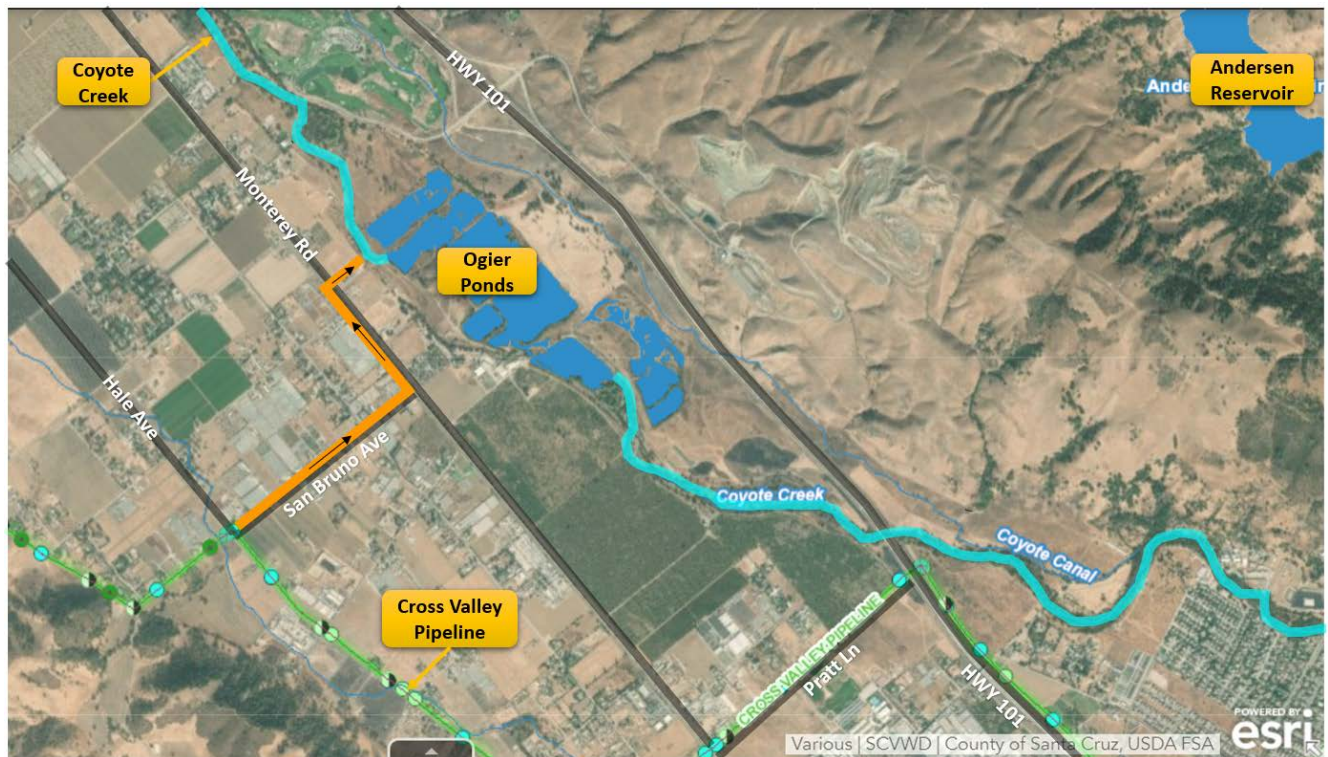 Coyote
Creek
HWY 101
Andersen
Reservoir
Ande
Monterey Rd
Ogier
Ponds
Hale Ave
San Bruno Ave
Coyote Creek
Coyote Canal
Cross Valley
Pipeline
CROSS VALLEY PIPELINE
Pratt Ln
HWY 101
POWERED BY
esri
Various | SCVWD | County of Santa Cruz, USDA FSA